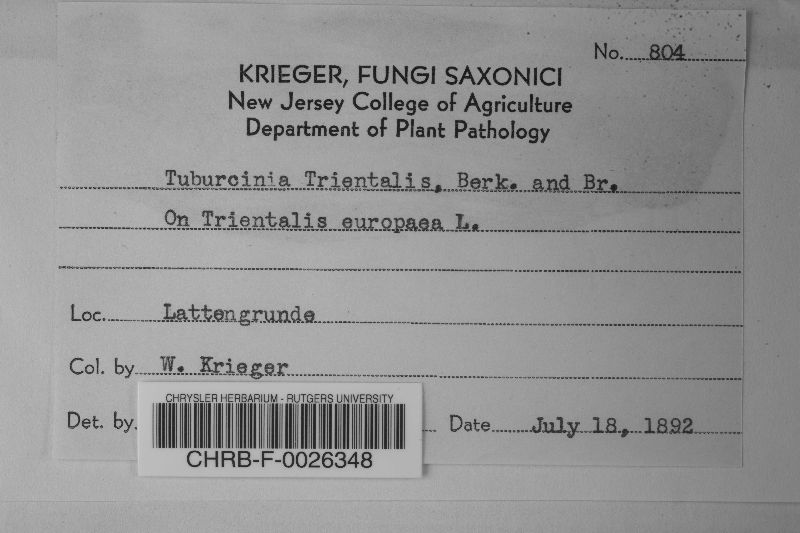 No. 804
KRIEGER, FUNGI SAXONICI
New Jersey College of Agriculture
Department of Plant Pathology
Tuburcinia Trientalis, Berk. and Br.
On Trientalis europaea L.
Loc. Lattengrunde
Col. by W. Krieger
Det. by. Date July 18, 1892
CHRYSLER HERBARIUM - RUTGERS UNIVERSITY
CHRB-F-0026348